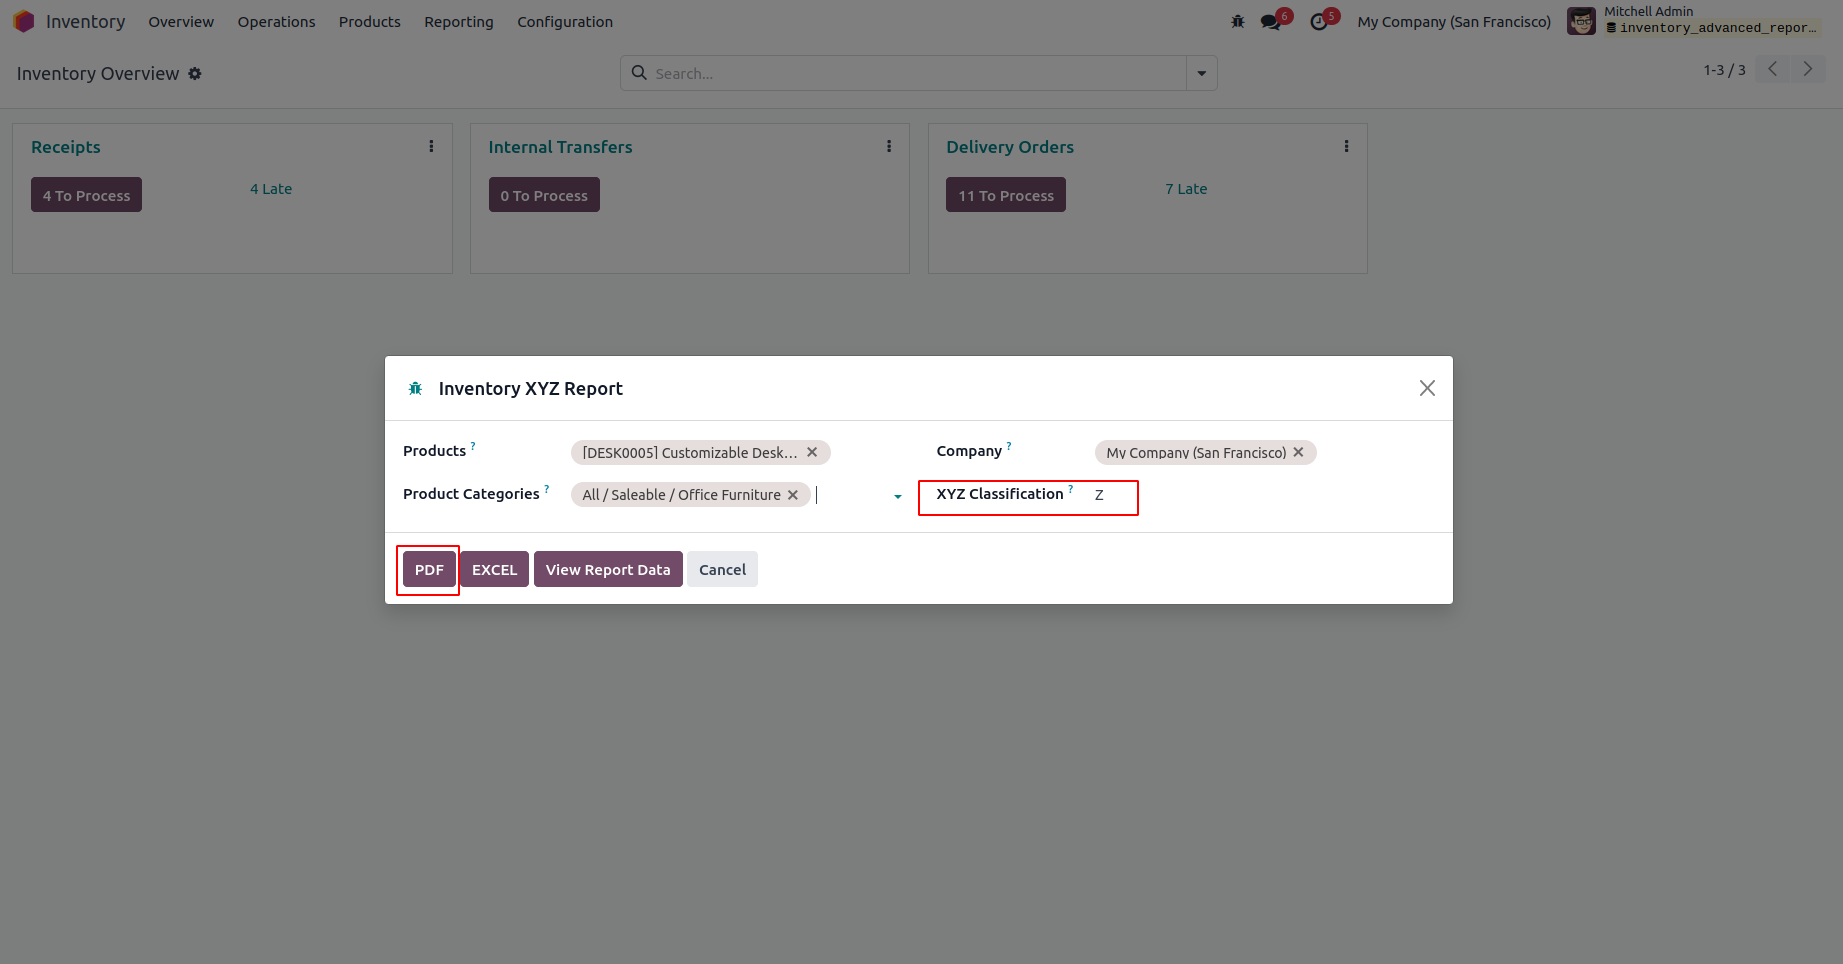 Inventory Overview Operations Products Reporting Configuration 6 5 My Company (San Francisco) Mitchell Admin
inventory_advanced_repor...
Inventory Overview Search... 1-3 / 3
Receipts Internal Transfers Delivery Orders
4 To Process 4 Late 0 To Process 11 To Process 7 Late
Inventory XYZ Report
Products ? [DESK0005] Customizable Desk... Company ? My Company (San Francisco)
Product Categories ? All / Saleable / Office Furniture XYZ Classification ? Z
PDF EXCEL View Report Data Cancel